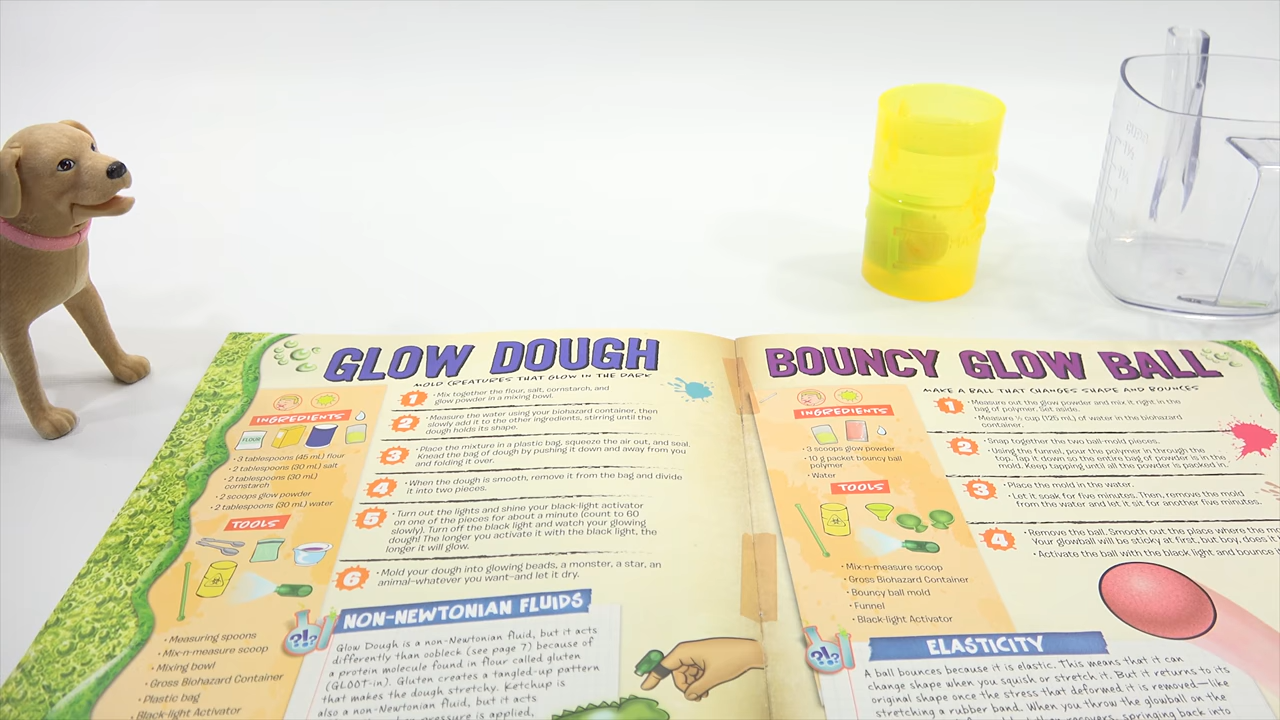 GLOW DOUGH
MOLD CREATURES THAT GLOW IN THE DARK
INGREDIENTS
FLOUR
• 3 tablespoons (45 mL) flour
• 2 tablespoons (30 mL) salt
• 2 tablespoons (30 mL)
cornstarch
• 2 scoops glow powder
• 2 tablespoons (30 mL) water
TOOLS
• Measuring spoons
• Mix-n-measure scoop
• Mixing bowl
• Gross Biohazard Container
• Plastic bag
• Black-light Activator
1 • Mix together the flour, salt, cornstarch, and
glow powder in a mixing bowl.
2 • Measure the water using your biohazard container, then
slowly add it to the other ingredients, stirring until the
dough holds its shape.
3 • Place the mixture in a plastic bag, squeeze the air out, and seal.
Knead the bag of dough by pushing it down and away from you
and folding it over.
4 • When the dough is smooth, remove it from the bag and divide
it into two pieces.
5 • Turn out the lights and shine your black-light activator
on one of the pieces for about a minute (count to 60
slowly). Turn off the black light and watch your glowing
dough! The longer you activate it with the black light, the
longer it will glow.
6 • Mold your dough into glowing beads, a monster, a star, an
animal—whatever you want—and let it dry.
?!
NON-NEWTONIAN FLUIDS
Glow Dough is a non-Newtonian fluid, but it acts
differently than oobleck (see page 7) because of
a protein molecule found in flour called gluten
(GLOOT-in). Gluten creates a tangled-up pattern
that makes the dough stretchy. Ketchup is
also a non-Newtonian fluid, but it acts
pressure is applied,
BOUNCY GLOW BALL
MAKE A BALL THAT CHANGES SHAPE AND BOUNCES
INGREDIENTS
• 3 scoops glow powder
• 10 g packet bouncy ball
polymer
• Water
TOOLS
• Mix-n-measure scoop
• Gross Biohazard Container
• Bouncy ball mold
• Funnel
• Black-light Activator
1 • Measure out the glow powder and mix it right in the
bag of polymer, set aside.
• Measure ½ cup (125 mL) of water in the biohazard
container.
2 • Snap together the two ball-mold pieces.
• Using the funnel, pour the polymer in through the
top. Tap it down so the entire bag of powder is in the
mold. Keep tapping until all the powder is packed in.
3 • Place the mold in the water.
• Let it soak for five minutes. Then, remove the mold
from the water and let it sit for another five minutes.
4 • Remove the ball. Smooth out the place where the
Your glowball will be sticky at first, but boy, does it
• Activate the ball with the black light and bounce
?!
ELASTICITY
A ball bounces because it is elastic. This means that it can
change shape when you squish or stretch it. But it returns to its
original shape once the stress that deformed it is removed—like
stretching a rubber band. When you throw the glowball on the
springing back into